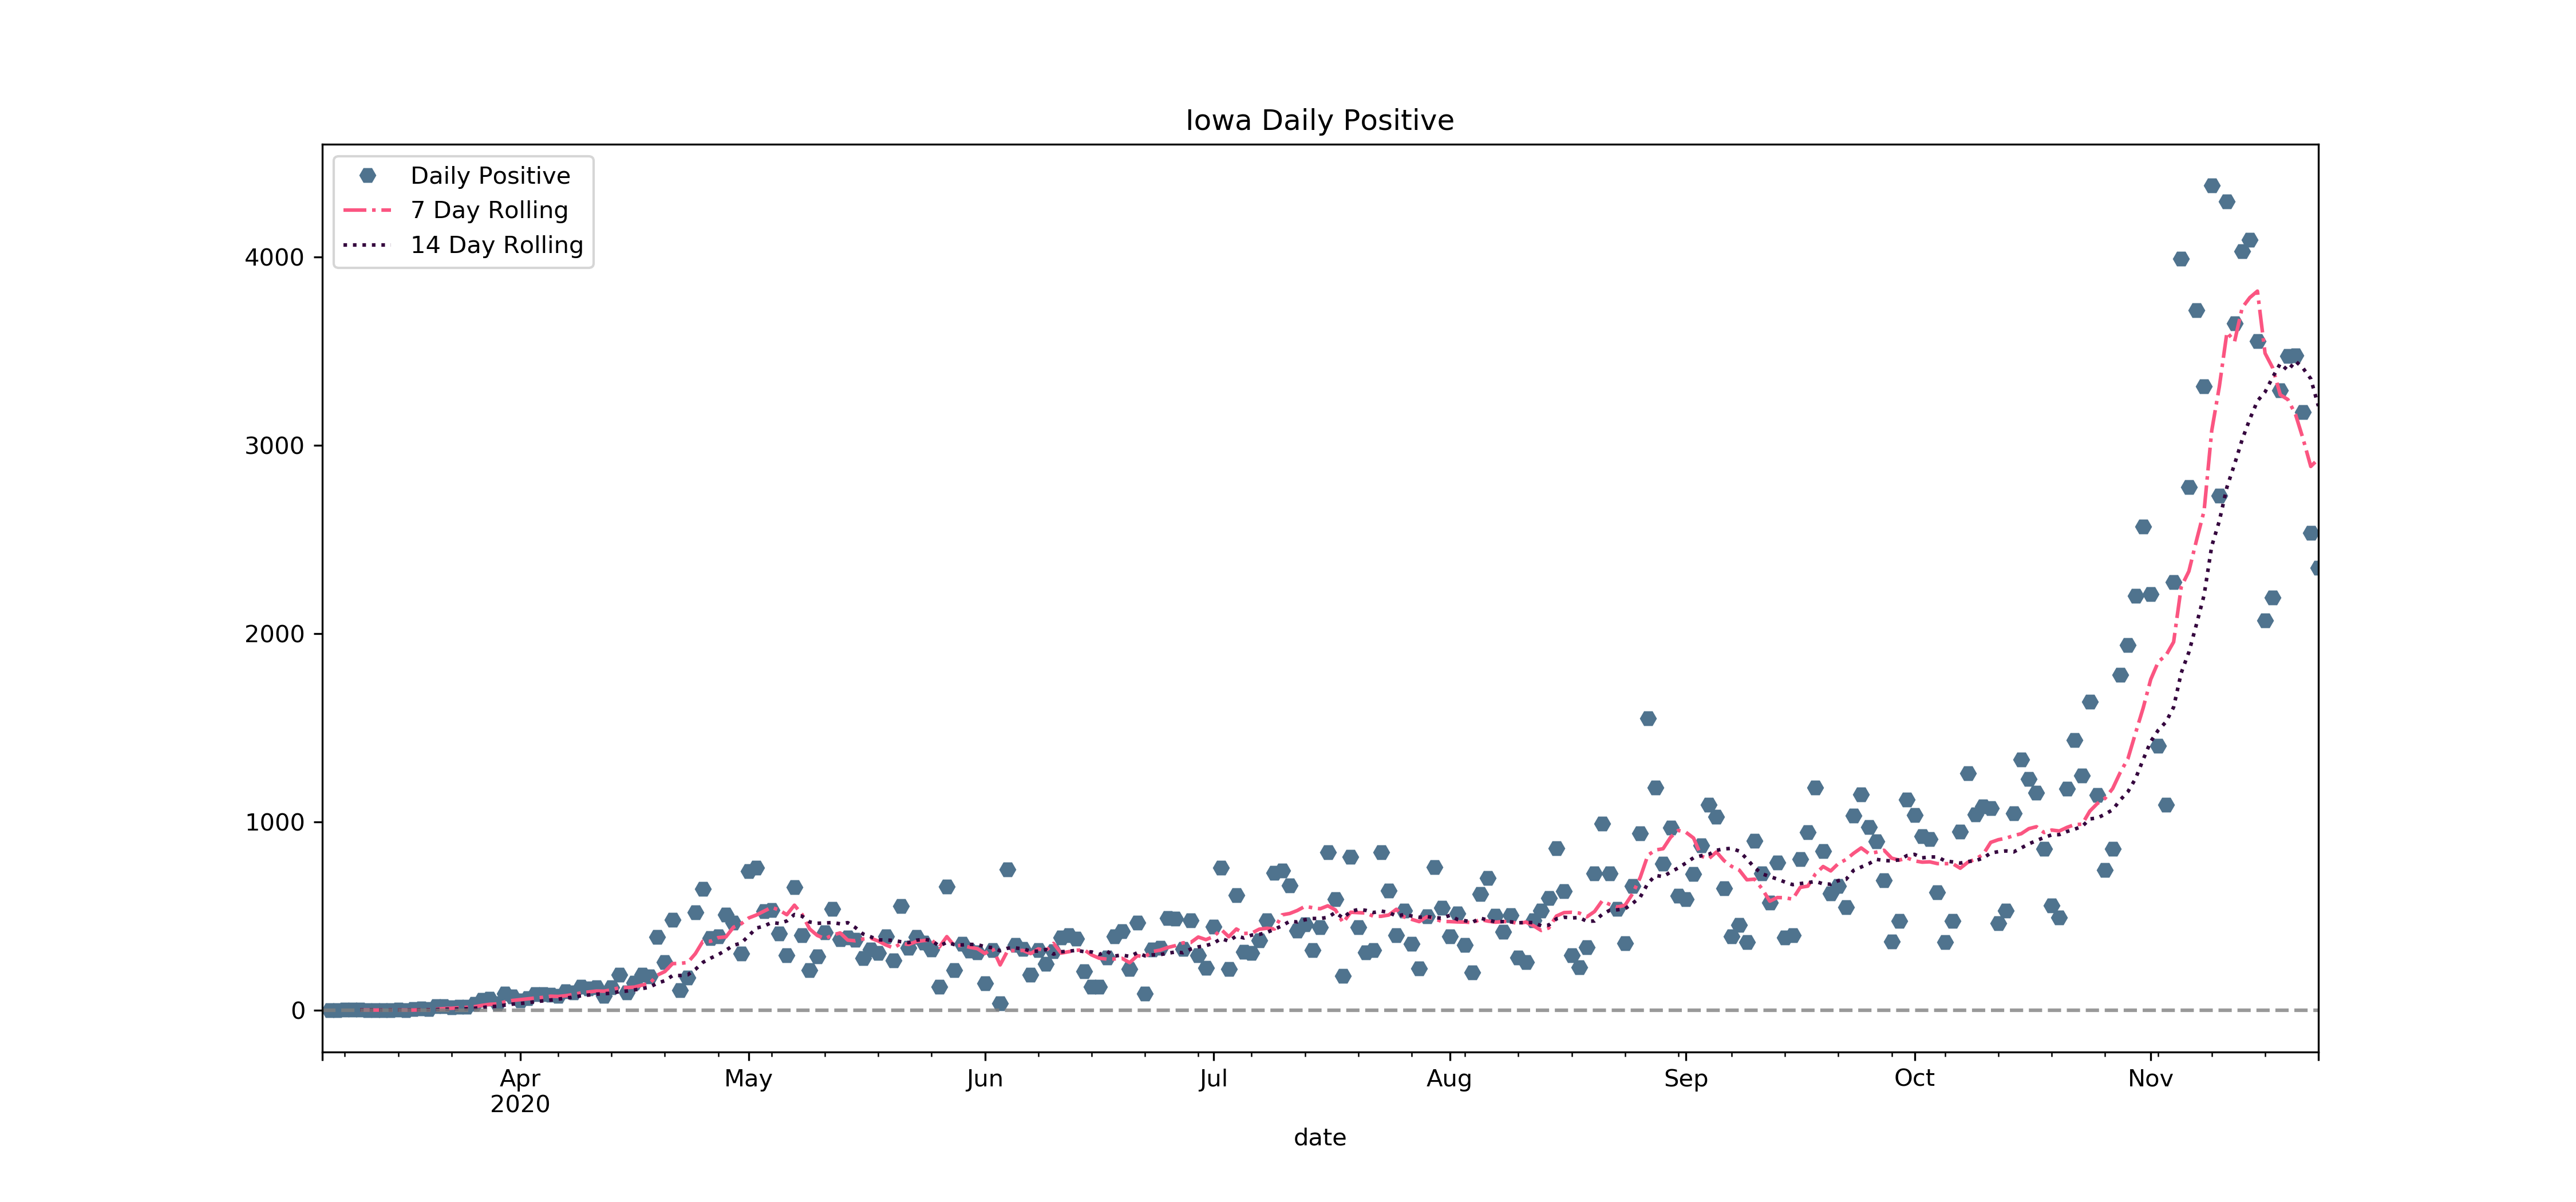 Iowa Daily Positive
Daily Positive
7 Day Rolling
14 Day Rolling
4000
3000
2000
1000
0
Apr May Jun Jul Aug Sep Oct Nov
2020
date